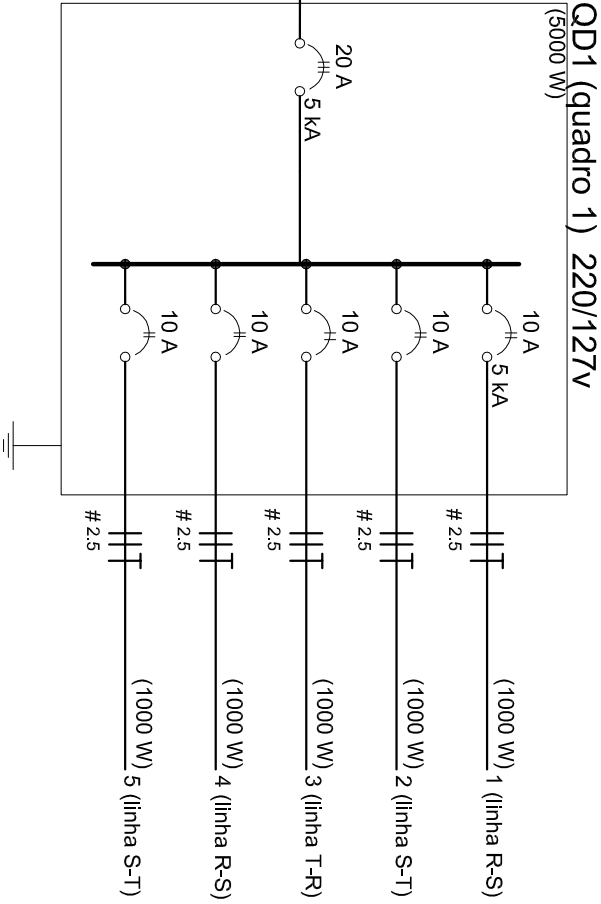 QD1 (quadro 1) 220/127v
(5000 W)
20 A
5 kA
10 A
5 kA
# 2.5
(1000 W)
1 (linha R-S)
10 A
# 2.5
(1000 W)
2 (linha S-T)
10 A
# 2.5
(1000 W)
3 (linha T-R)
10 A
# 2.5
(1000 W)
4 (linha R-S)
10 A
# 2.5
(1000 W)
5 (linha S-T)